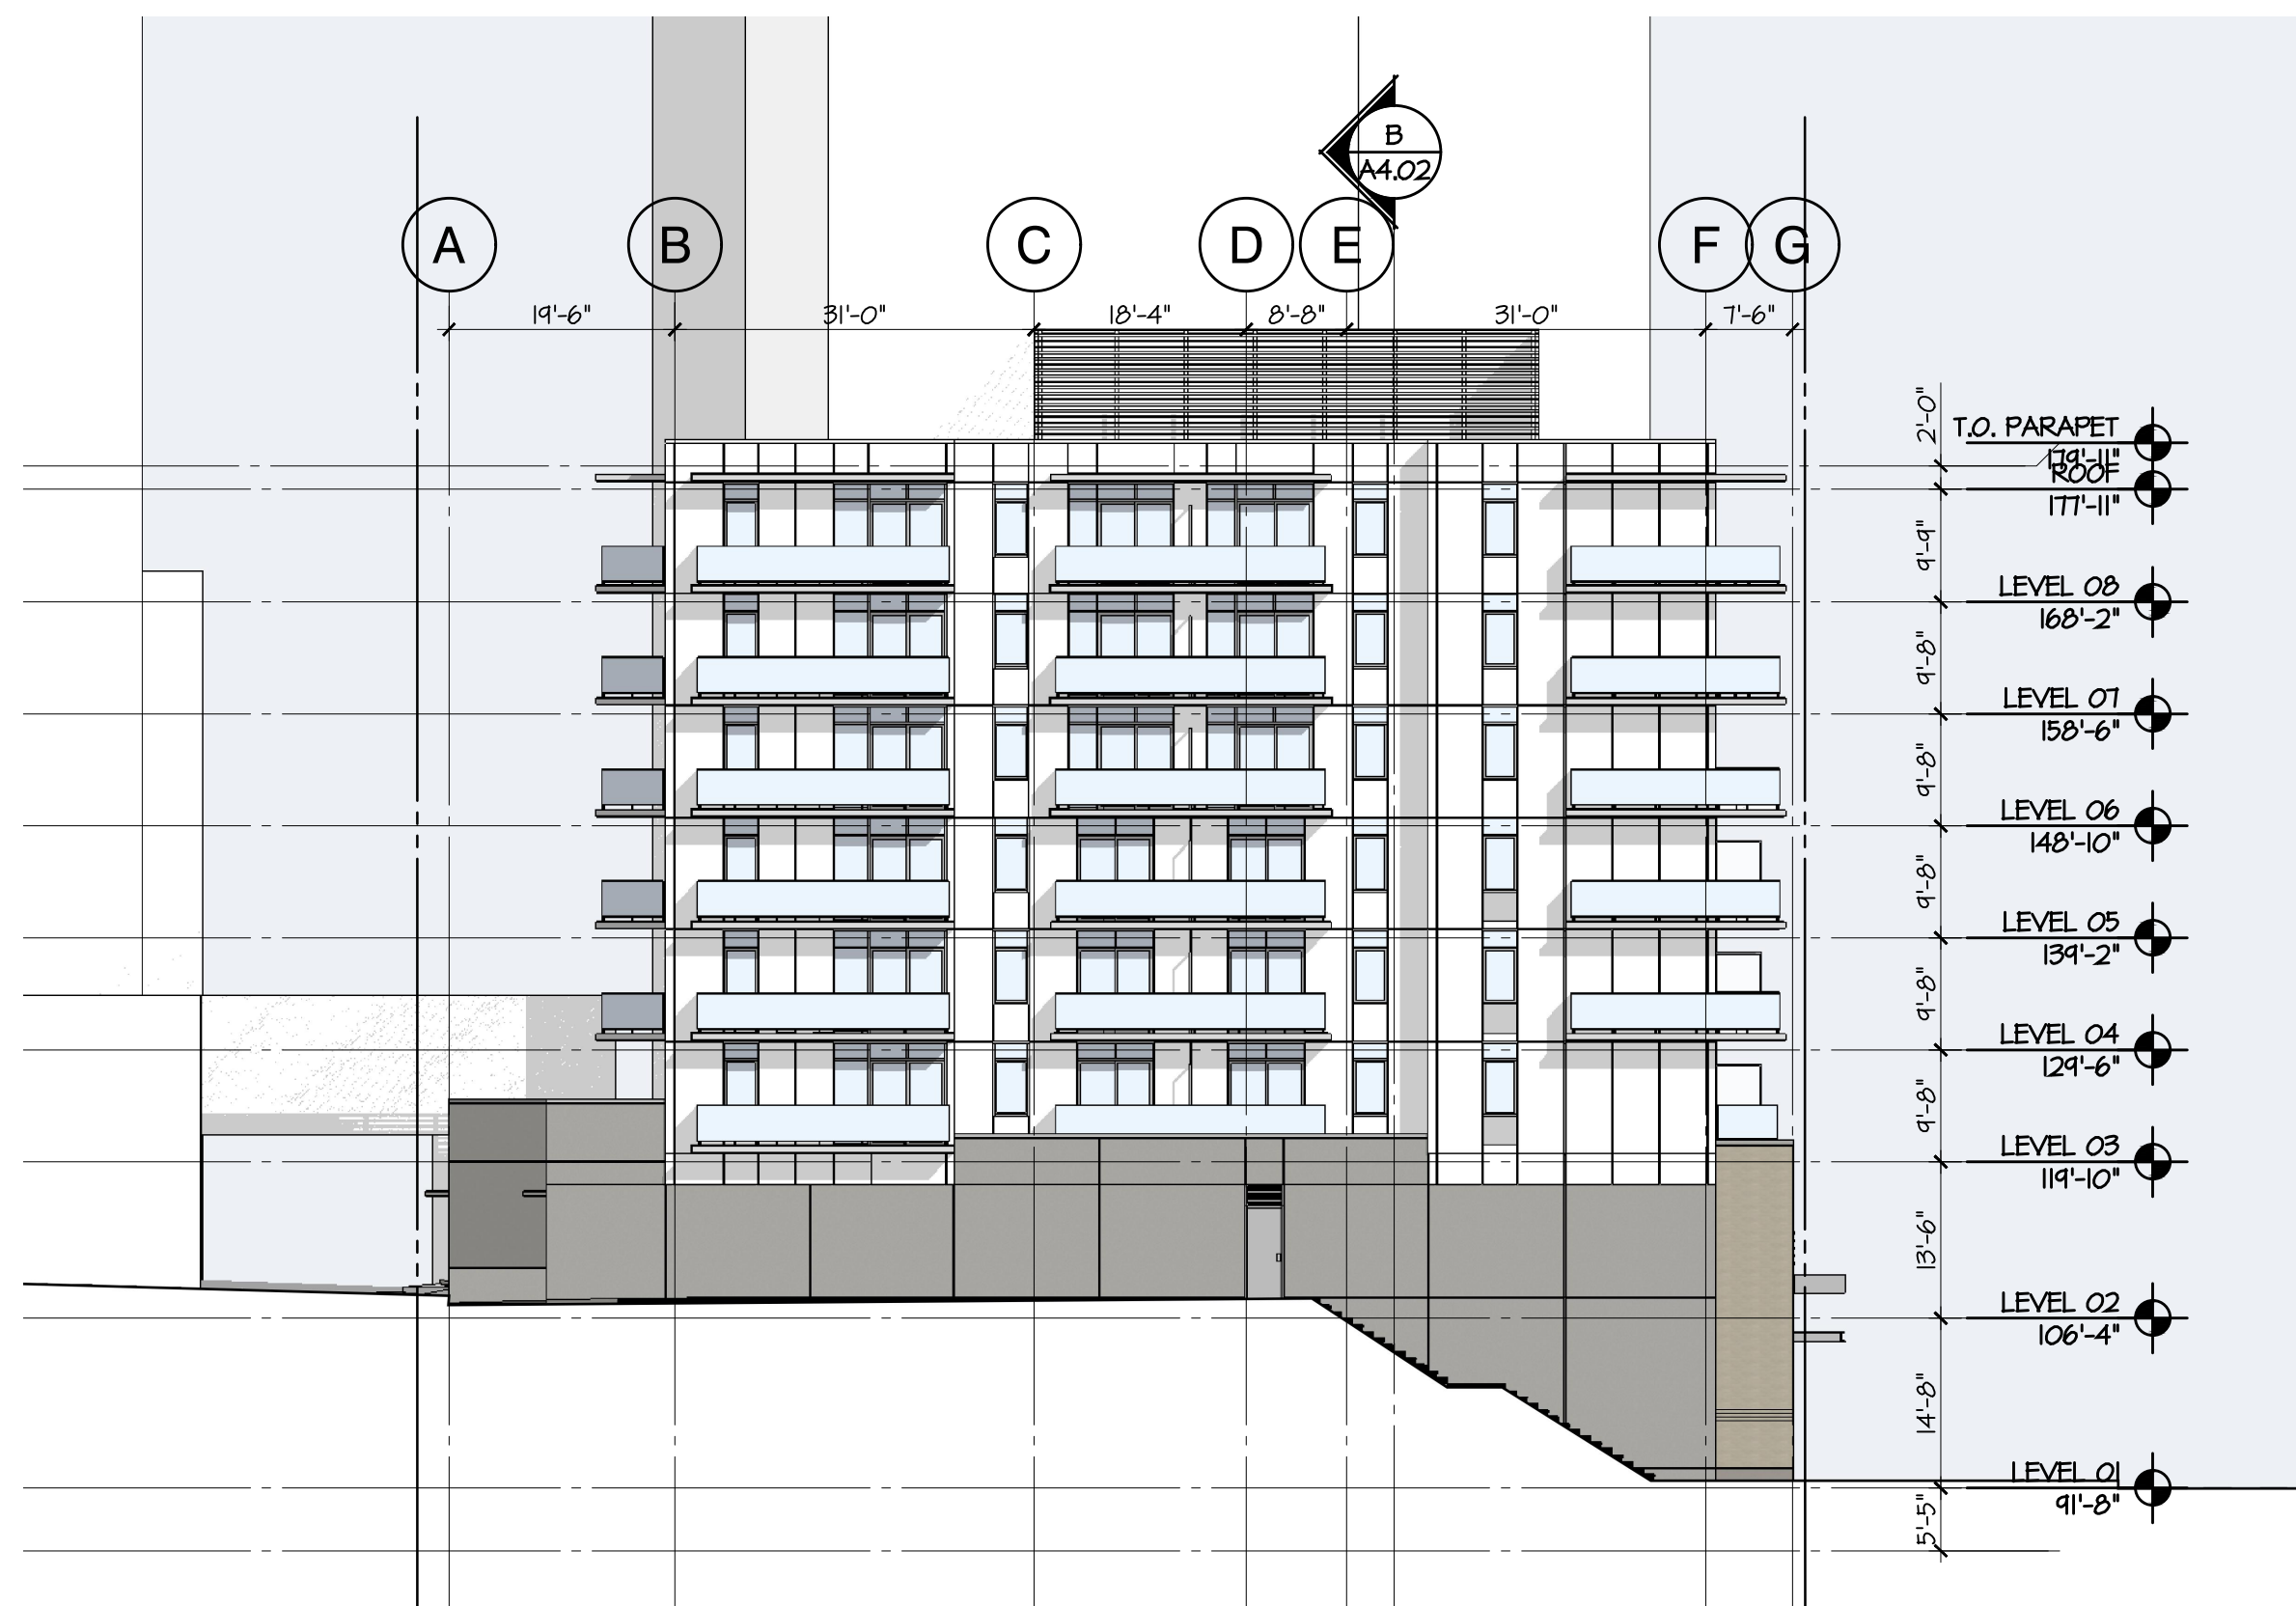 B
A4.02
A B C D E F G
19'-6" 31'-0" 18'-4" 8'-8" 31'-0" 7'-6"
2'-0"
T.O. PARAPET
179'-11"
ROOF
177'-11"
9'-9"
LEVEL 08
168'-2"
9'-8"
LEVEL 07
158'-6"
9'-8"
LEVEL 06
148'-10"
9'-8"
LEVEL 05
139'-2"
9'-8"
LEVEL 04
129'-6"
9'-8"
LEVEL 03
119'-10"
13'-6"
LEVEL 02
106'-4"
14'-8"
LEVEL 01
91'-8"
5'-5"